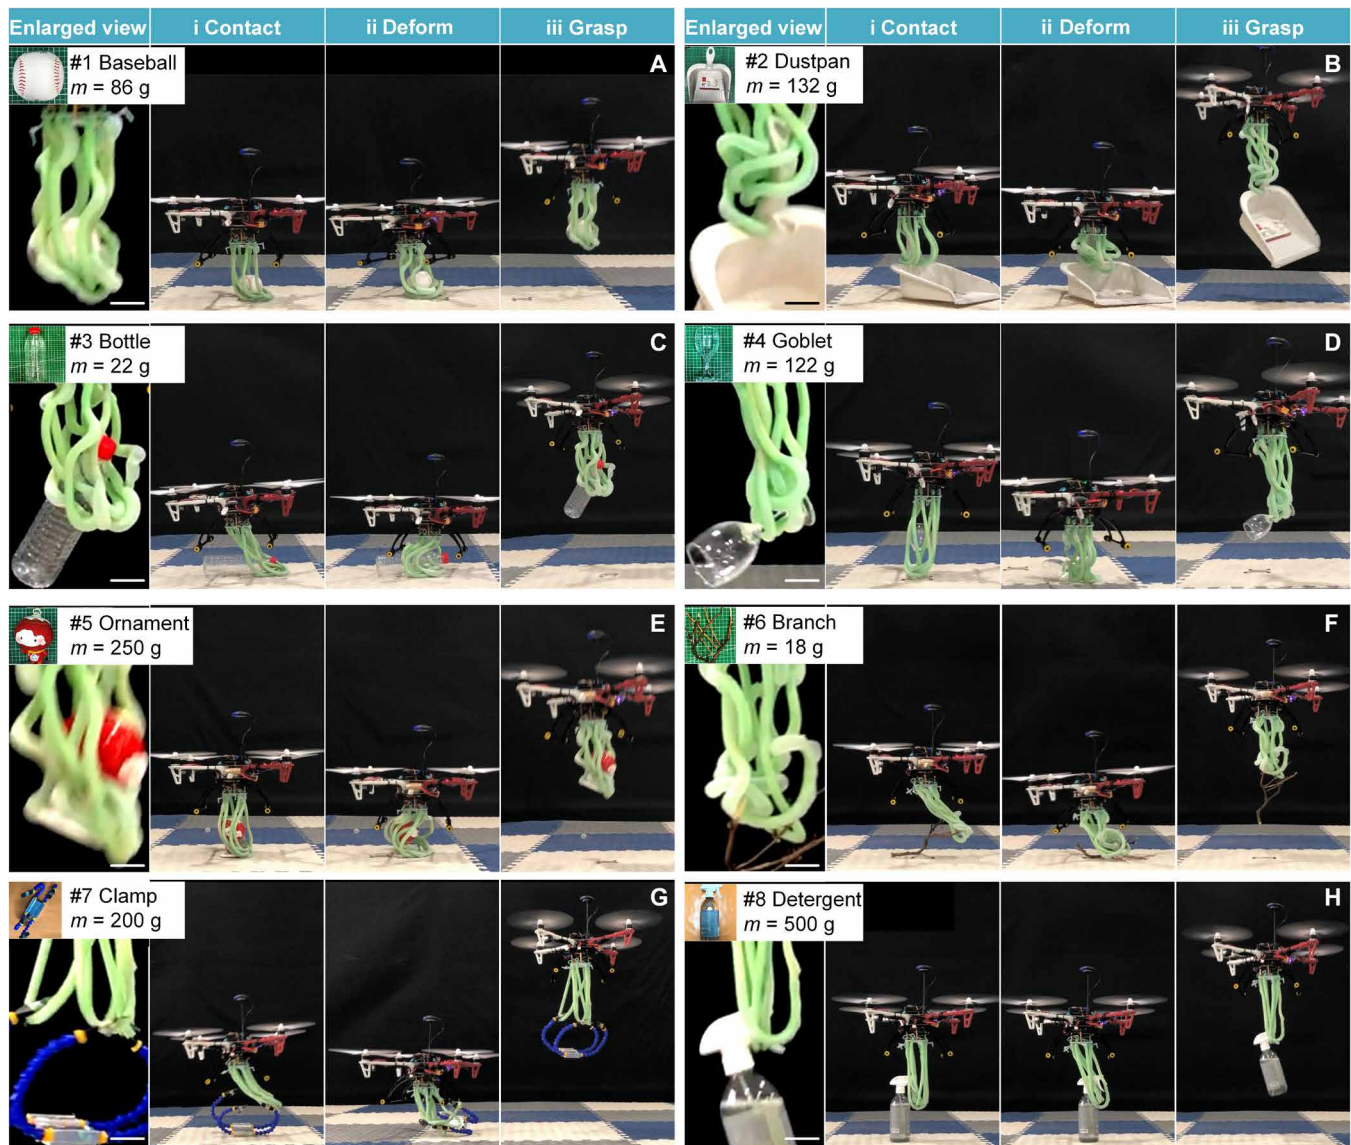 Enlarged view i Contact ii Deform iii Grasp Enlarged view i Contact ii Deform iii Grasp
#1 Baseball
m = 86 g
A
#2 Dustpan
m = 132 g
B
#3 Bottle
m = 22 g
C
#4 Goblet
m = 122 g
D
#5 Ornament
m = 250 g
E
#6 Branch
m = 18 g
F
#7 Clamp
m = 200 g
G
#8 Detergent
m = 500 g
H